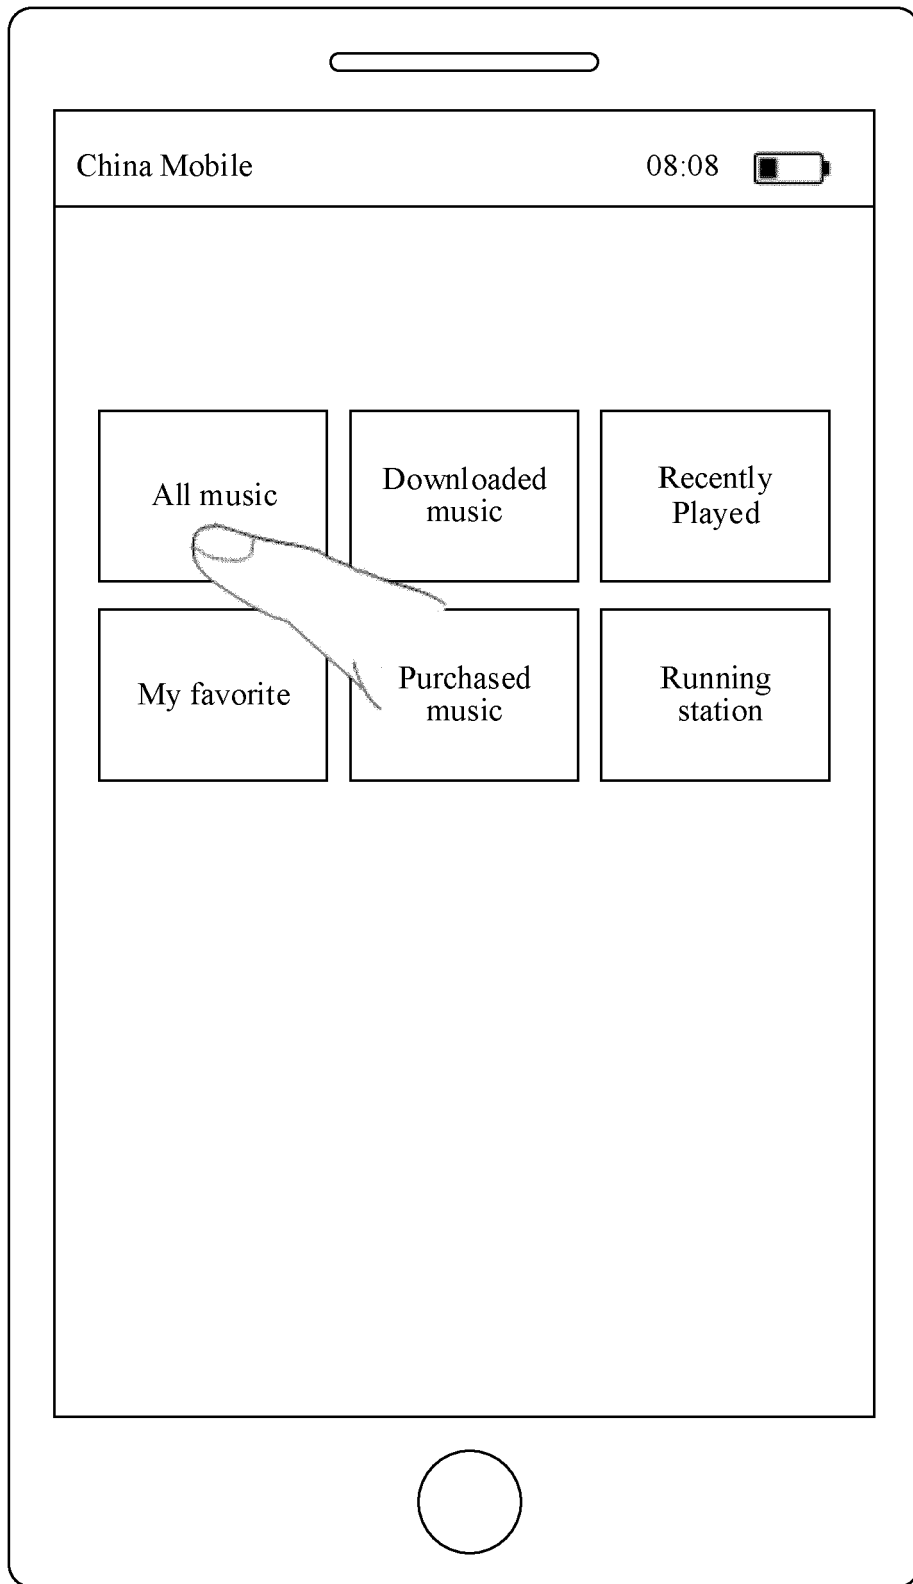 China Mobile
08:08
All music
Downloaded
music
Recently
Played
My favorite
Purchased
music
Running
station